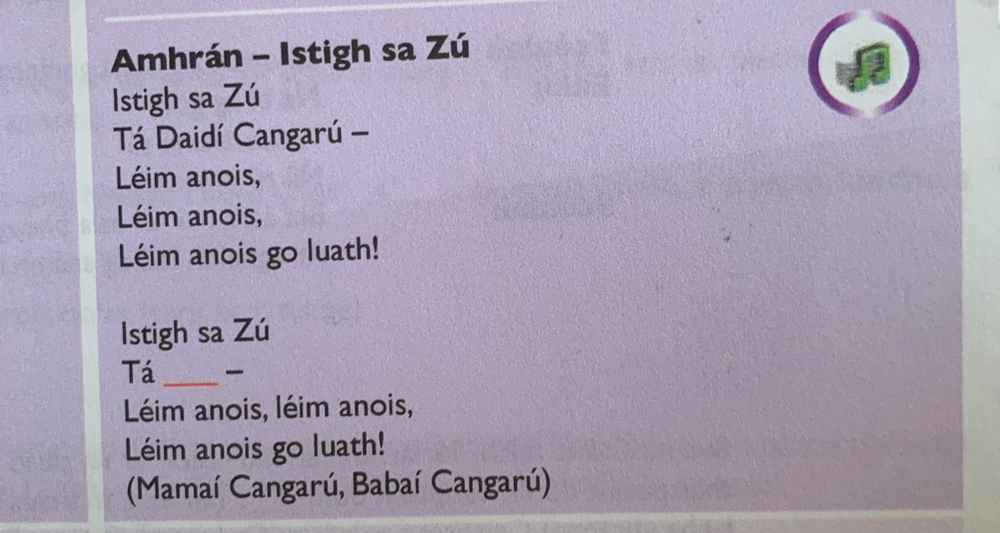 Amhrán – Istigh sa Zú
Istigh sa Zú
Tá Daidí Cangarú –
Léim anois,
Léim anois,
Léim anois go luath!
Istigh sa Zú
Tá ____ –
Léim anois, léim anois,
Léim anois go luath!
(Mamaí Cangarú, Babaí Cangarú)